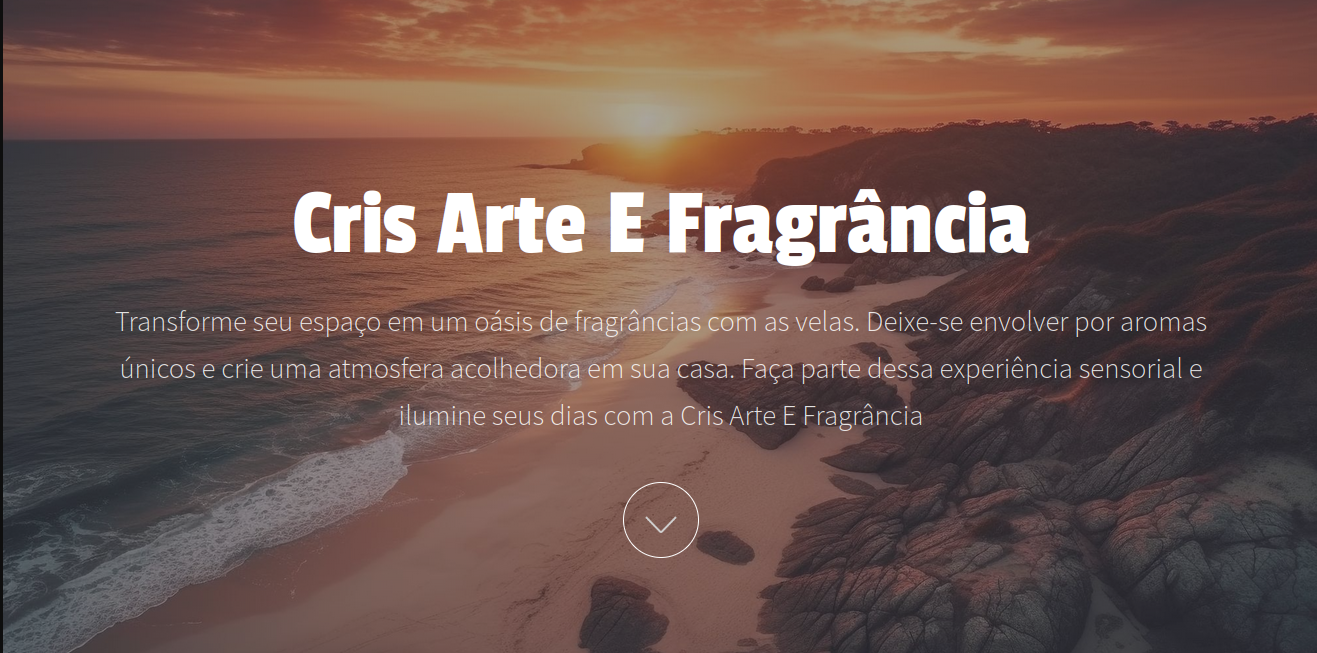 Cris Arte E Fragrância
Transforme seu espaço em um oásis de fragrâncias com as velas. Deixe-se envolver por aromas
únicos e crie uma atmosfera acolhedora em sua casa. Faça parte dessa experiência sensorial e
ilumine seus dias com a Cris Arte E Fragrância